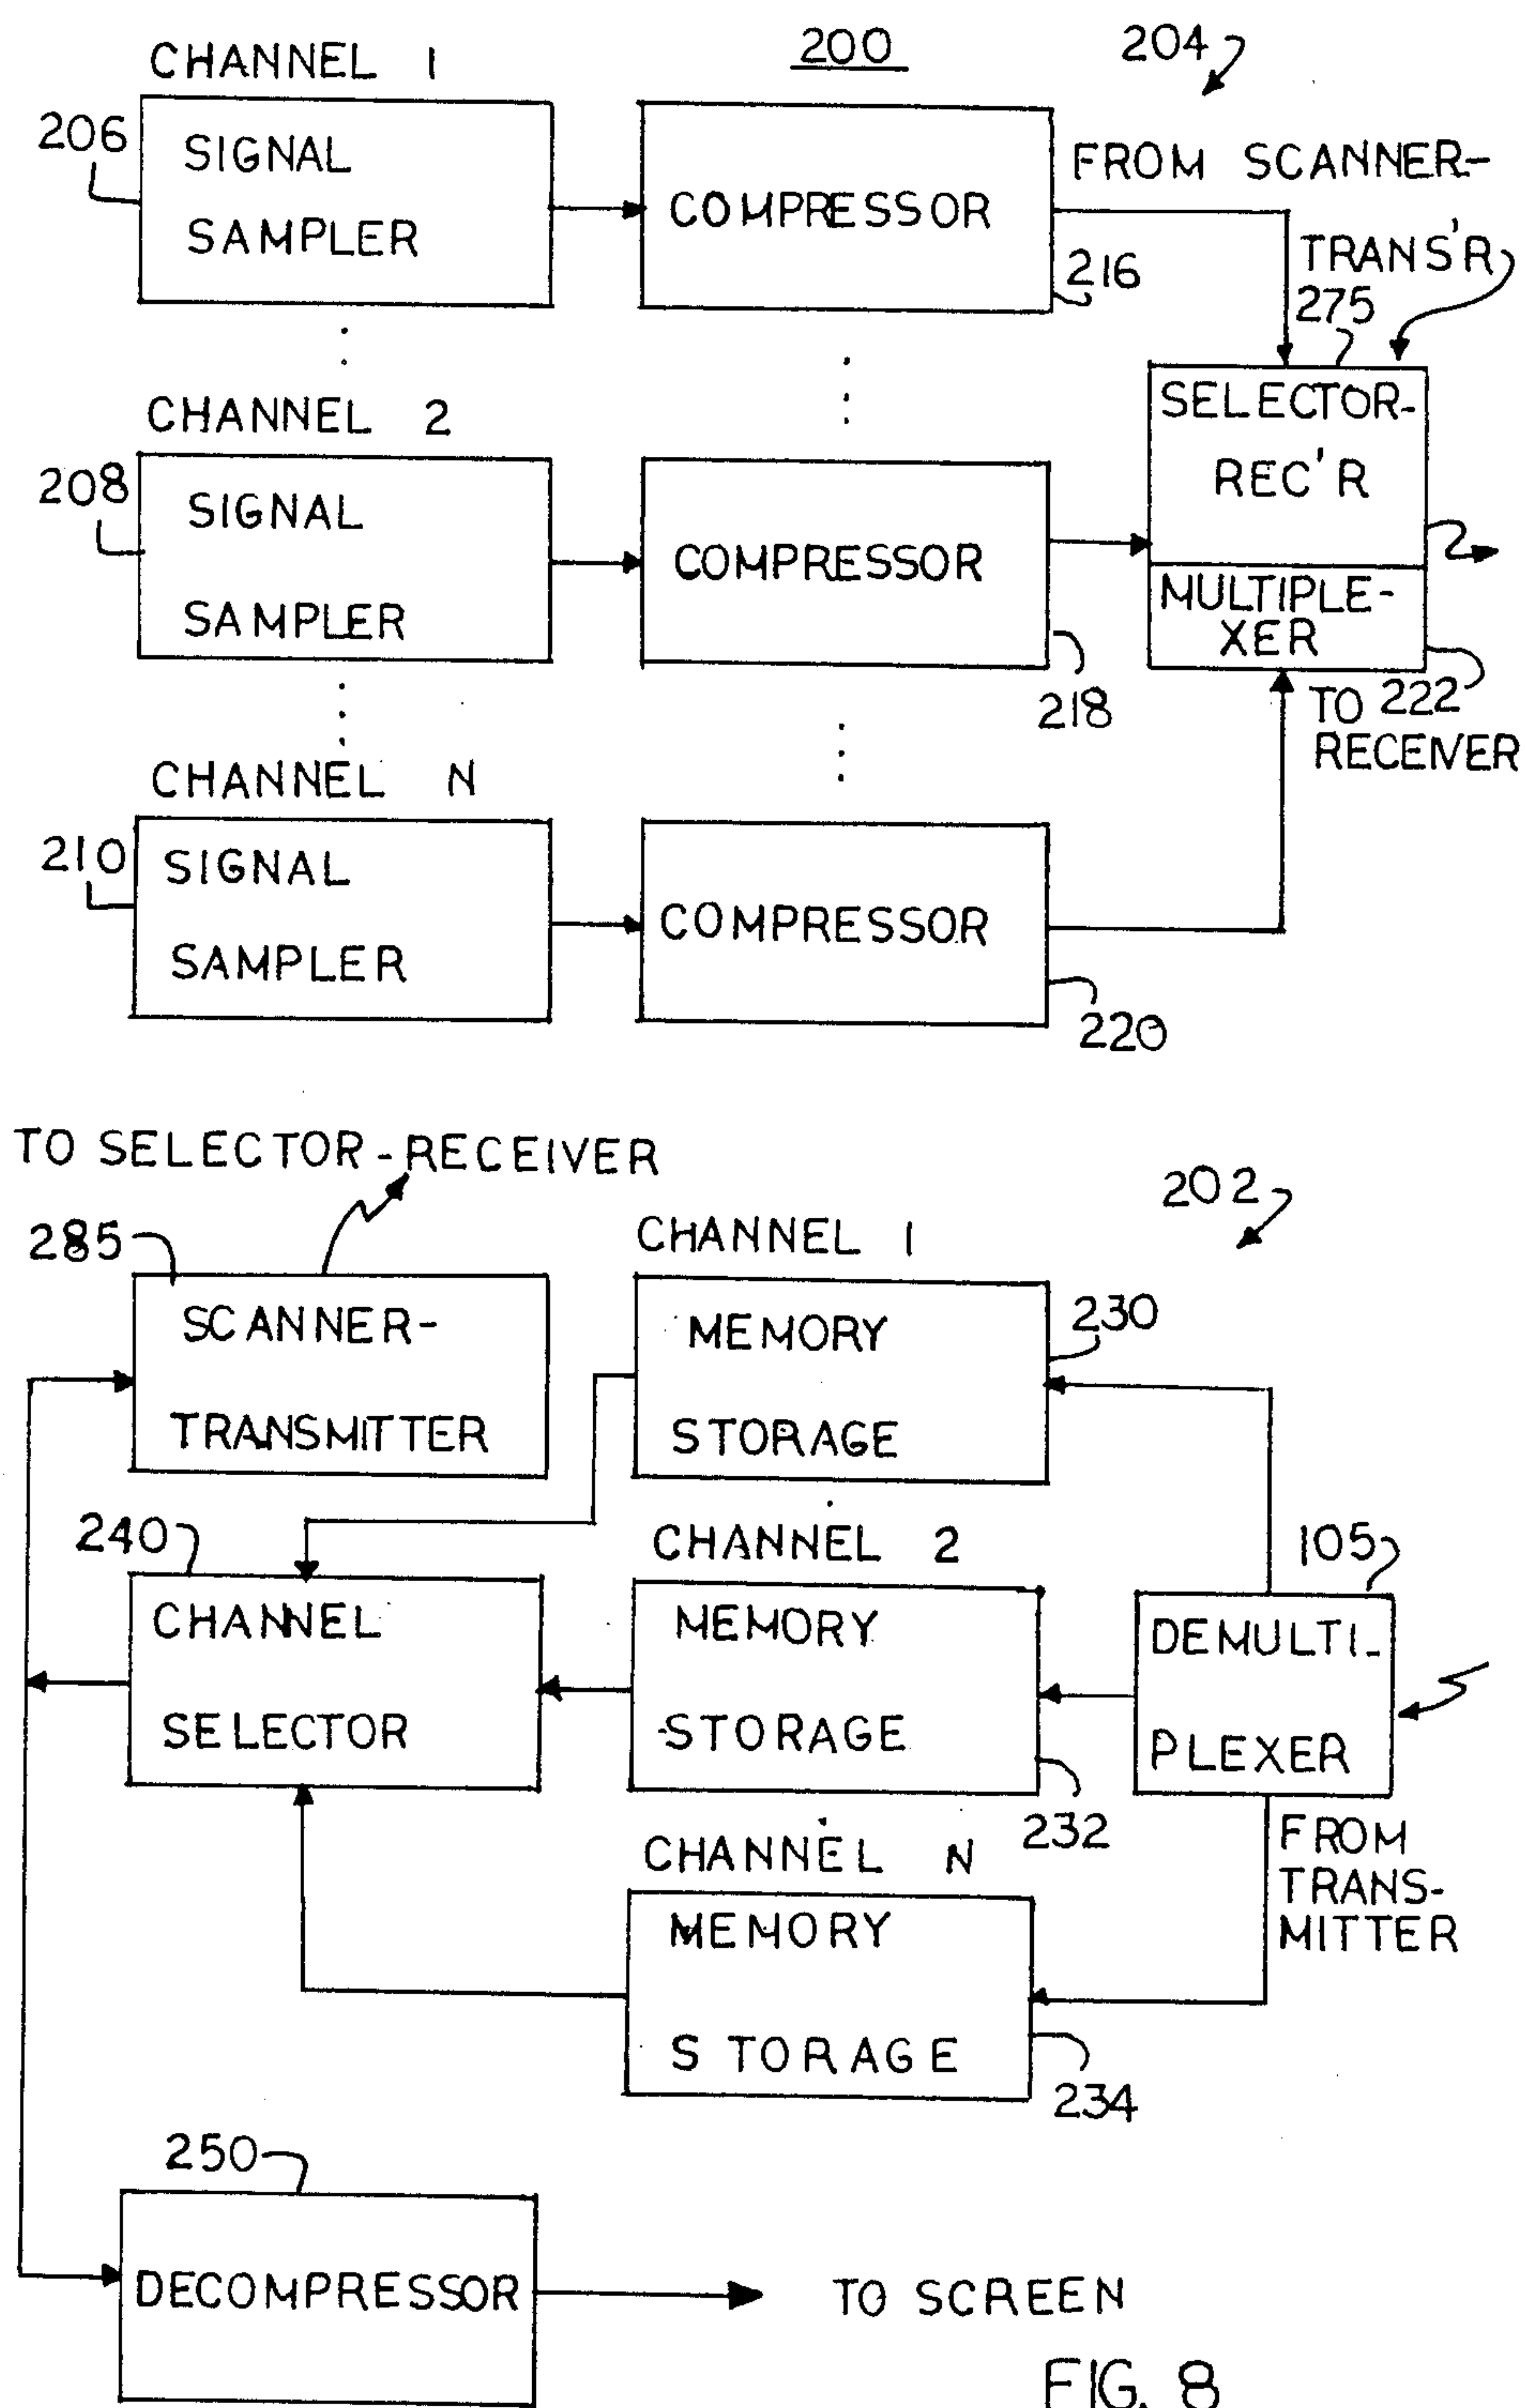 CHANNEL 1
200
204
206
SIGNAL
SAMPLER
COMPRESSOR
216
FROM SCANNER-
TRANS'R
275
SELECTOR-
REC'R
MULTIPLE-
XER
222
TO
RECEIVER
CHANNEL 2
208
SIGNAL
SAMPLER
COMPRESSOR
218
CHANNEL N
210
SIGNAL
SAMPLER
COMPRESSOR
220
TO SELECTOR-RECEIVER
202
285
SCANNER-
TRANSMITTER
CHANNEL 1
MEMORY
STORAGE
230
240
CHANNEL
SELECTOR
CHANNEL 2
MEMORY
STORAGE
232
105
DEMULTI-
PLEXER
FROM
TRANS-
MITTER
CHANNEL N
MEMORY
STORAGE
234
250
DECOMPRESSOR
TO SCREEN
FIG. 8